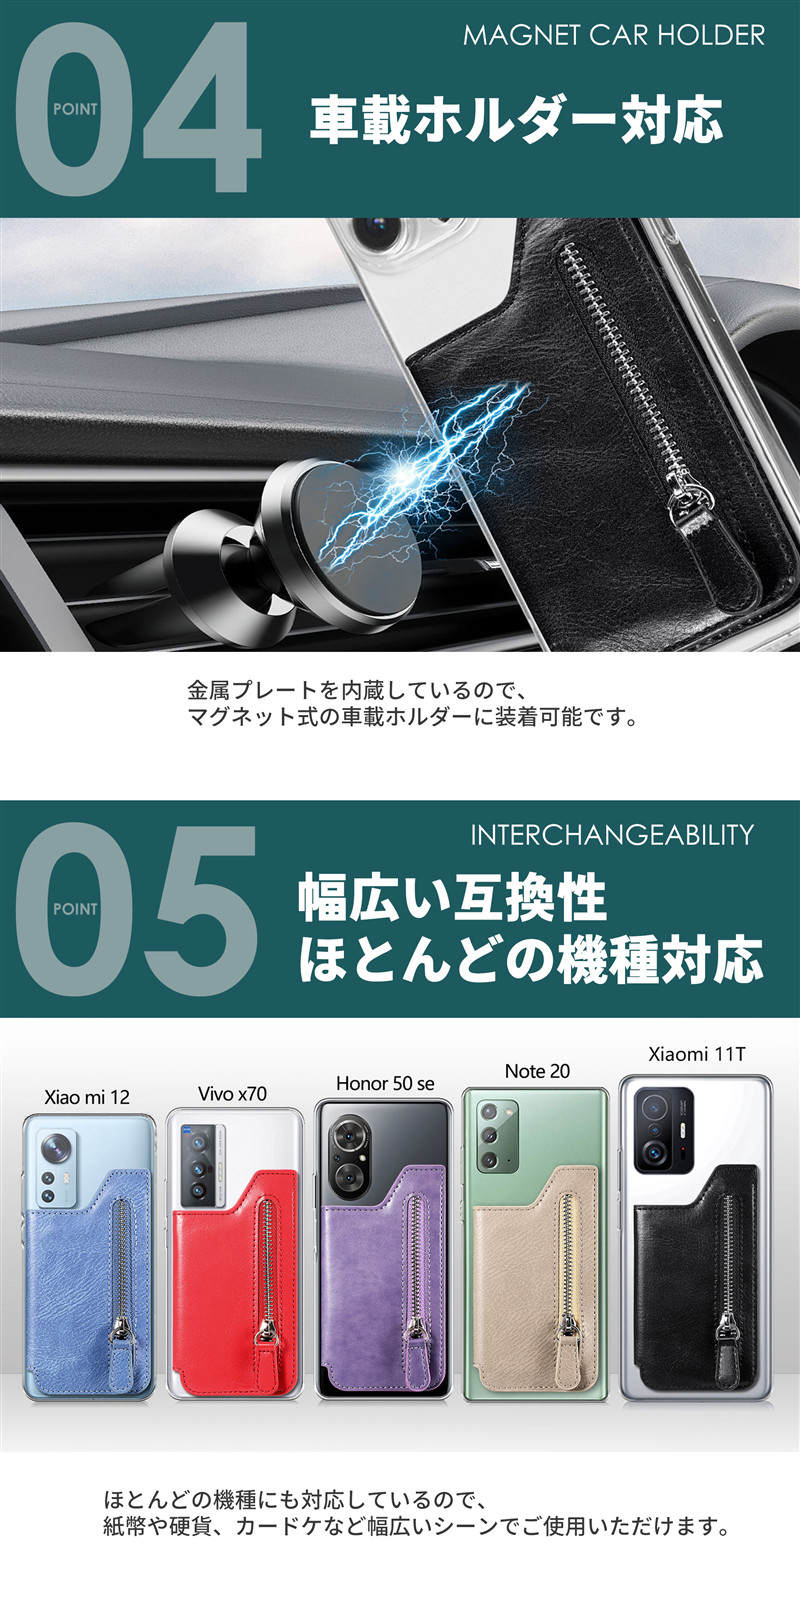 MAGNET CAR HOLDER
POINT
04
車載ホルダー対応
金属プレートを内蔵しているので、
マグネット式の車載ホルダーに装着可能です。
INTERCHANGEABILITY
POINT
05
幅広い互換性
ほとんどの機種対応
Xiao mi 12
Vivo x70
Honor 50 se
Note 20
Xiaomi 11T
ほとんどの機種にも対応しているので、
紙幣や硬貨、カードケなど幅広いシーンでご使用いただけます。